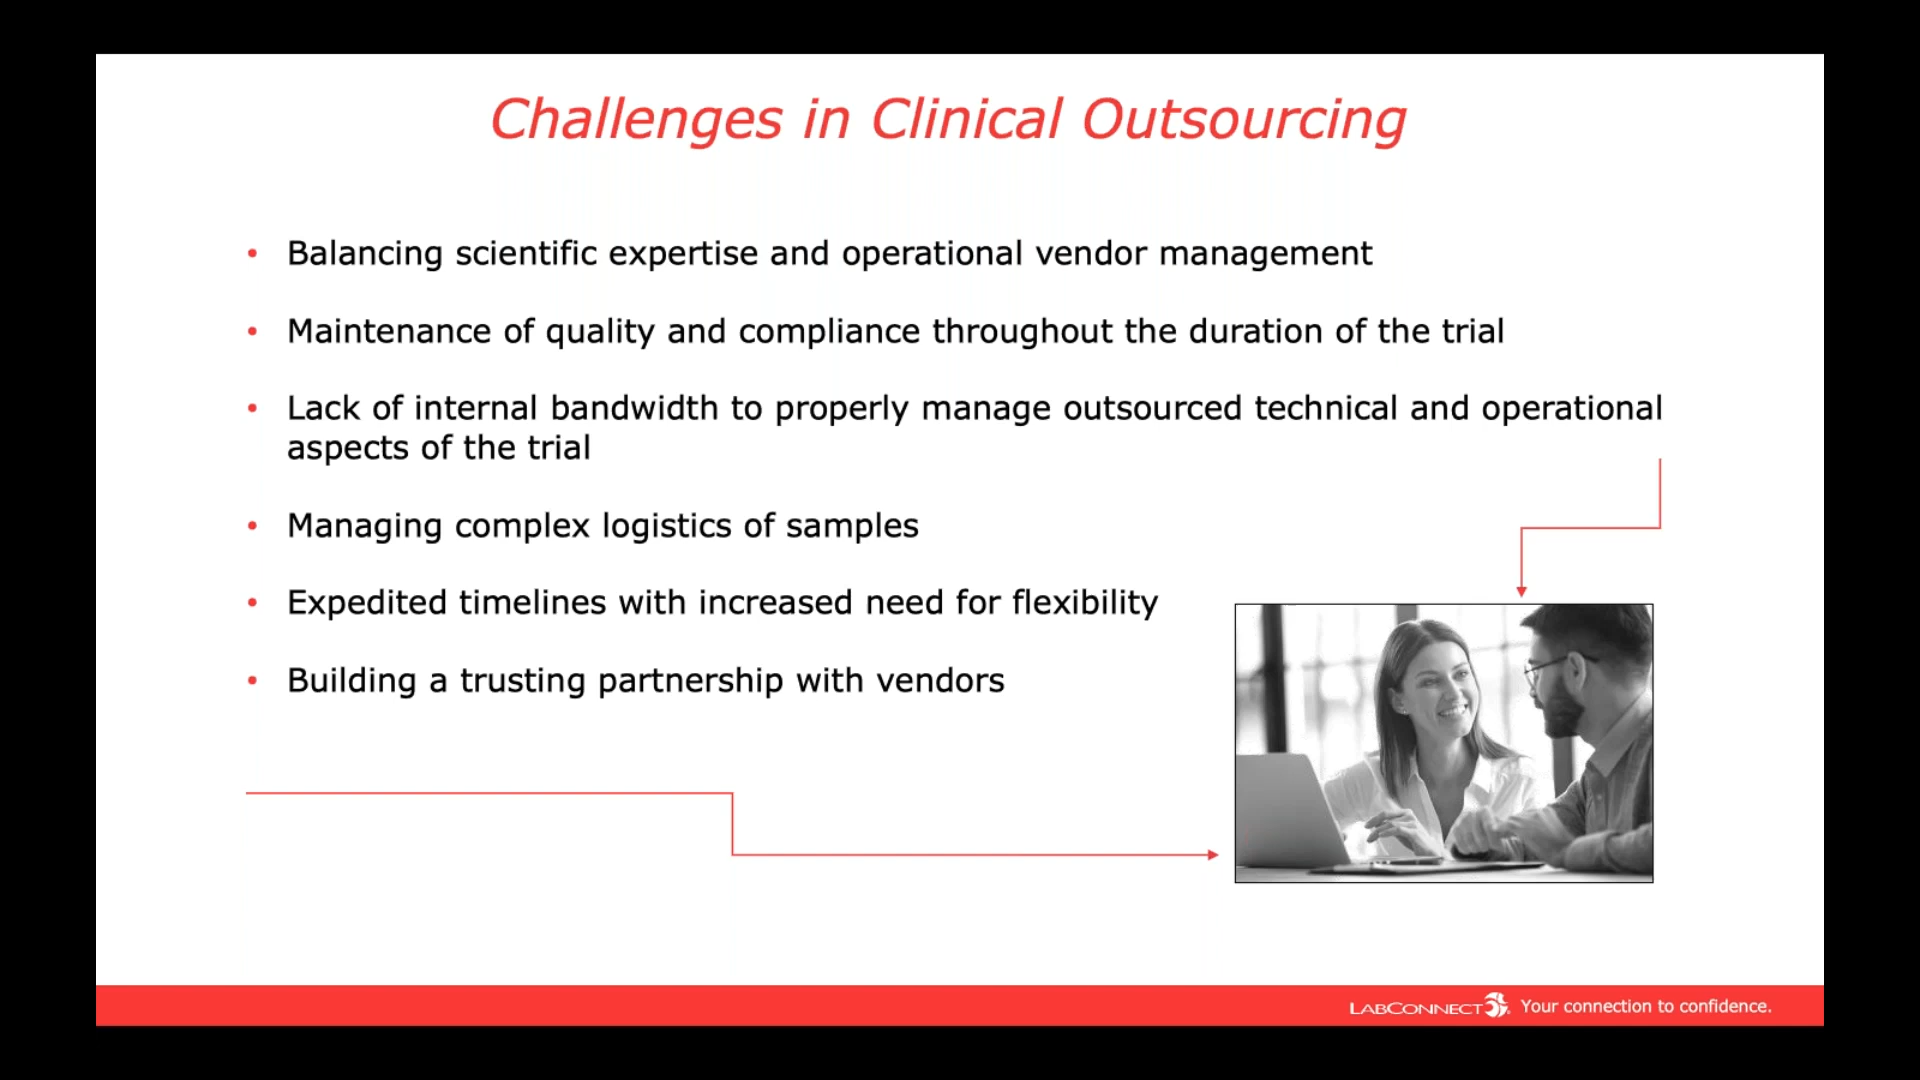 Challenges in Clinical Outsourcing
• Balancing scientific expertise and operational vendor management
• Maintenance of quality and compliance throughout the duration of the trial
• Lack of internal bandwidth to properly manage outsourced technical and operational
aspects of the trial
• Managing complex logistics of samples
• Expedited timelines with increased need for flexibility
• Building a trusting partnership with vendors
LABCONNECT Your connection to confidence.